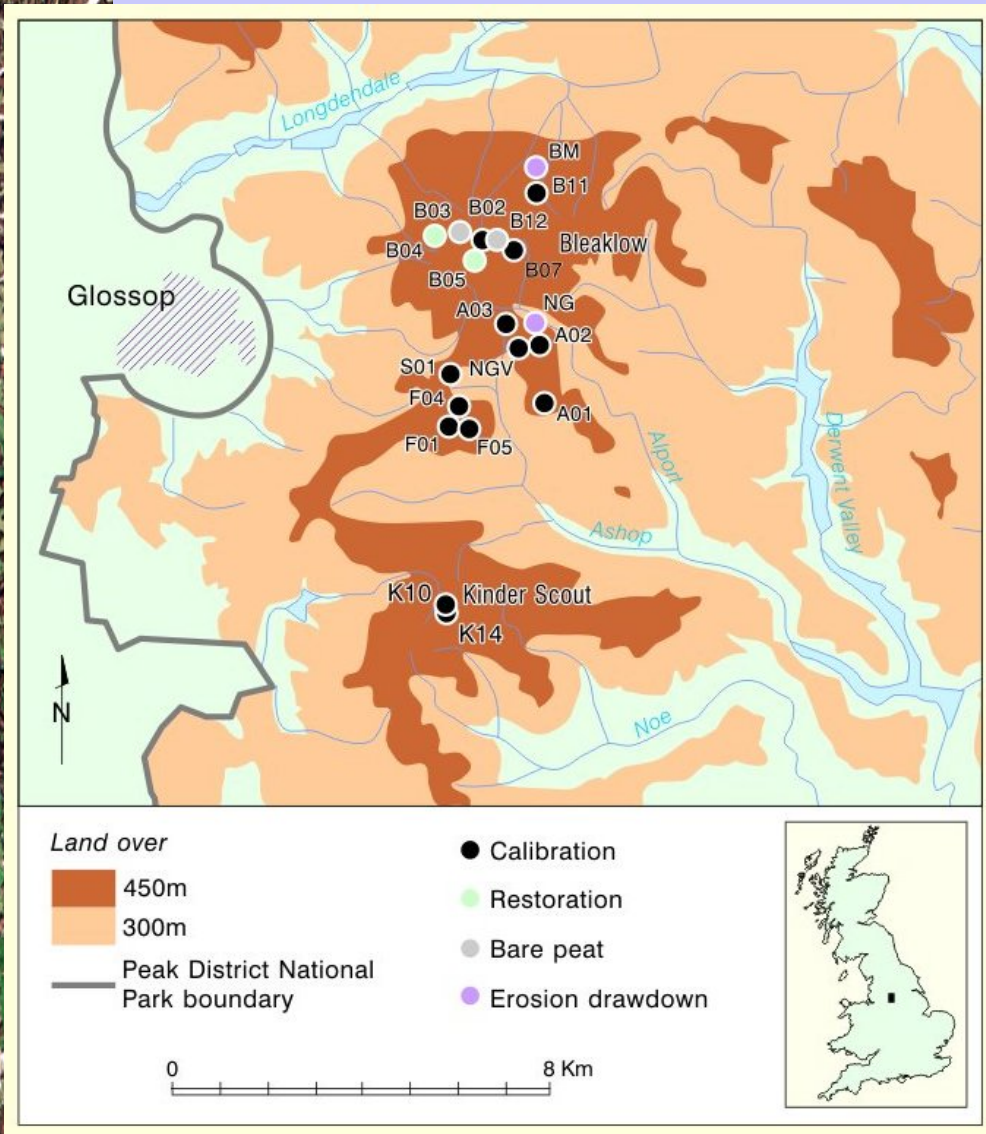 Longdendale
BM
B11
B02
B03
B12
B04
Bleaklow
B05
B07
Glossop
NG
A03
A02
S01
NGV
F04
A01
F01
F05
Alport
Derwent Valley
Ashop
K10
Kinder Scout
K14
N
Noe
Land over
450m
300m
Peak District National
Park boundary
Calibration
Restoration
Bare peat
Erosion drawdown
0
8 Km